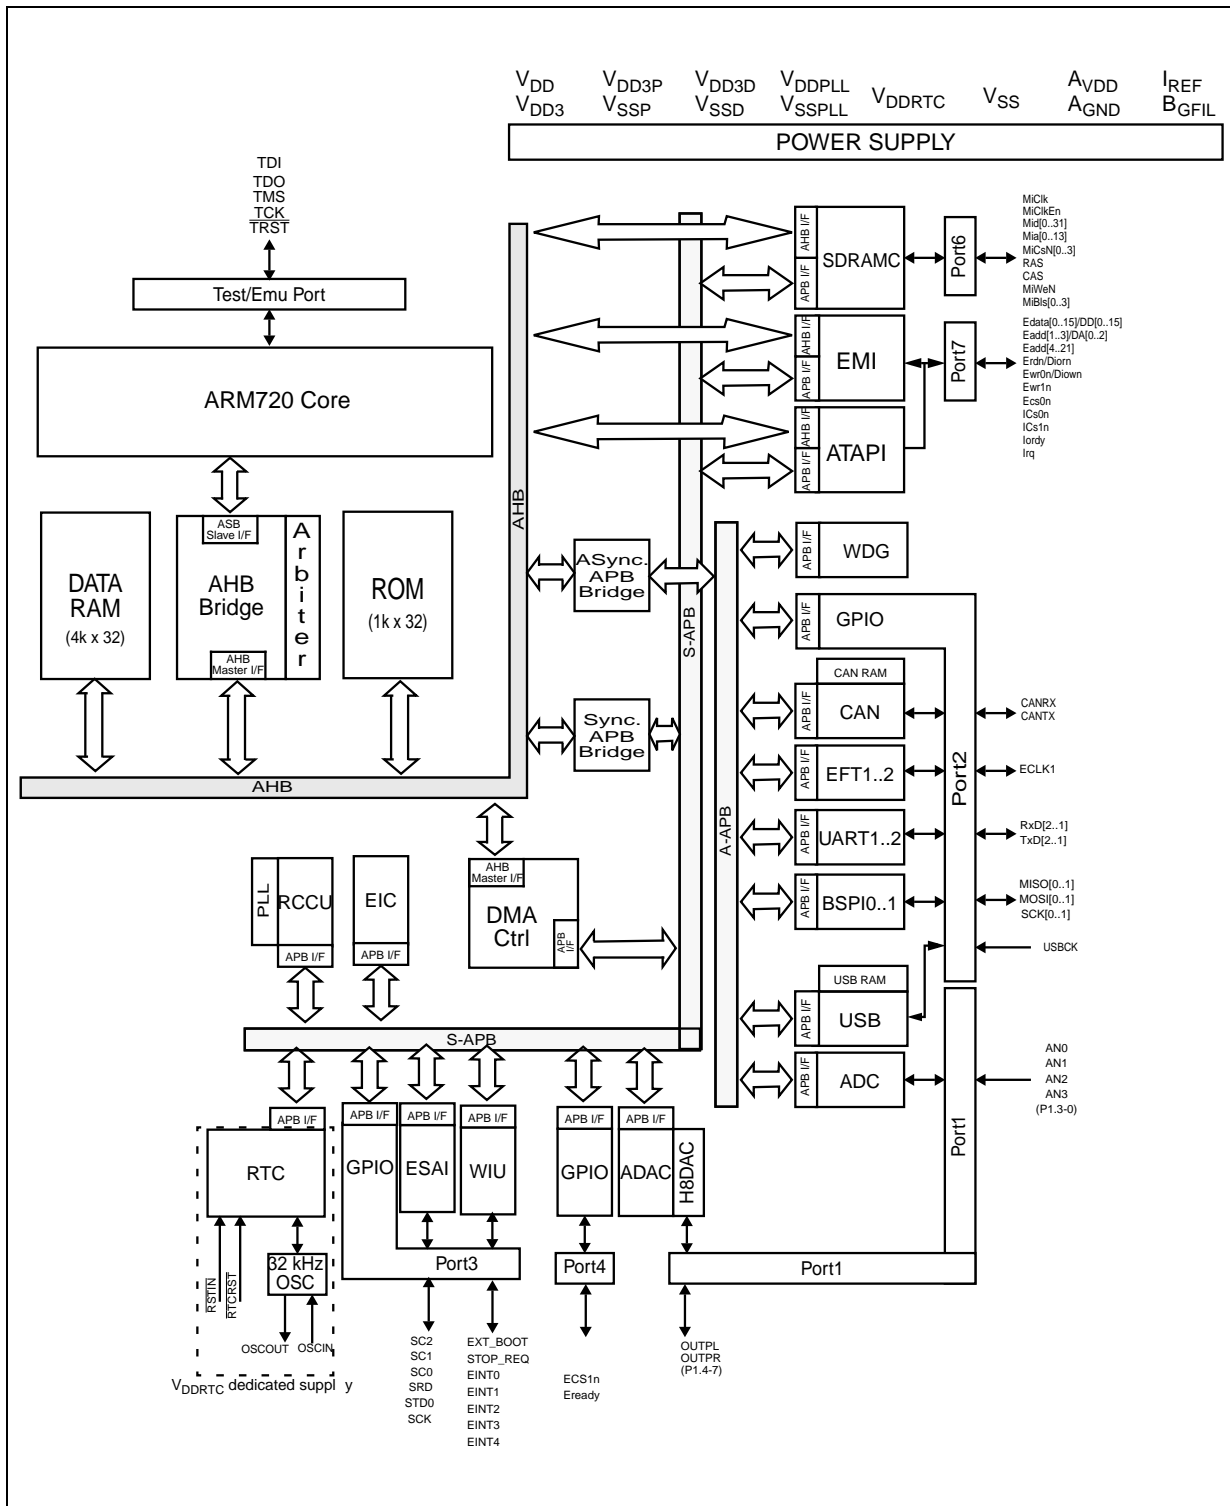 VDD VDD3P VDD3D VDDPLL VDDRTC VSS AVDD IREF
VDD3 VSSP VSSD VSSPLL AGND BGFIL
POWER SUPPLY
TDI
TDO
TMS
TCK
TRST
Test/Emu Port
ARM720 Core
ASB
Slave I/F
AHB
Bridge
AHB
Master I/F
Arbiter
DATA
RAM
(4k x 32)
ROM
(1k x 32)
AHB
AHB
ASync.
APB
Bridge
Sync.
APB
Bridge
S-APB
A-APB
AHB I/F
APB I/F
SDRAMC
Port6
MiClk
MiClkEn
Mid[0..31]
Mia[0..13]
MiCsN[0..3]
RAS
CAS
MiWeN
MiBls[0..3]
AHB I/F
APB I/F
EMI
Port7
Edata[0..15]/DD[0..15]
Eadd[1..3]/DA[0..2]
Eadd[4..21]
Erdn/Diorn
Ewr0n/Diown
Ewr1n
Ecs0n
ICs0n
ICs1n
Iordy
Irq
AHB I/F
APB I/F
ATAPI
APB I/F
WDG
APB I/F
GPIO
CAN RAM
APB I/F
CAN
CANRX
CANTX
APB I/F
EFT1..2
ECLK1
Port2
APB I/F
UART1..2
RxD[2..1]
TxD[2..1]
APB I/F
BSPI0..1
MISO[0..1]
MOSI[0..1]
SCK[0..1]
USBCK
USB RAM
APB I/F
USB
APB I/F
ADC
AN0
AN1
AN2
AN3
(P1.3-0)
Port1
PLL
RCCU
APB I/F
EIC
APB I/F
AHB
Master I/F
DMA
Ctrl
APB
I/F
S-APB
APB I/F
RTC
32 kHz
OSC
RSTIN
RTCRST
OSCOUT
OSCIN
VDDRTC dedicated suppl y
APB I/F
GPIO
APB I/F
ESAI
APB I/F
WIU
Port3
SC2
SC1
SC0
SRD
STD0
SCK
EXT_BOOT
STOP_REQ
EINT0
EINT1
EINT2
EINT3
EINT4
APB I/F
GPIO
Port4
ECS1n
Eready
APB I/F
ADAC
H8DAC
Port1
OUTPL
OUTPR
(P1.4-7)